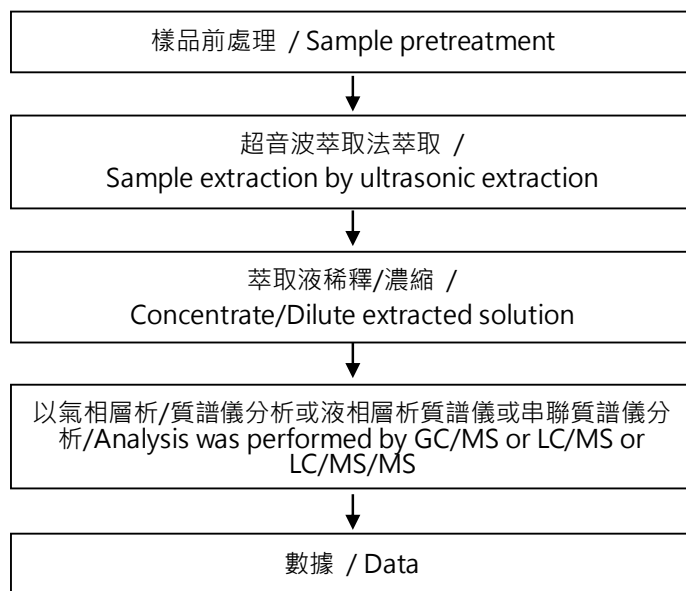 樣品前處理 / Sample pretreatment
超音波萃取法萃取 /
Sample extraction by ultrasonic extraction
萃取液稀釋/濃縮 /
Concentrate/Dilute extracted solution
以氣相層析/質譜儀分析或液相層析質譜儀或串聯質譜儀分
析/Analysis was performed by GC/MS or LC/MS or
LC/MS/MS
數據 / Data